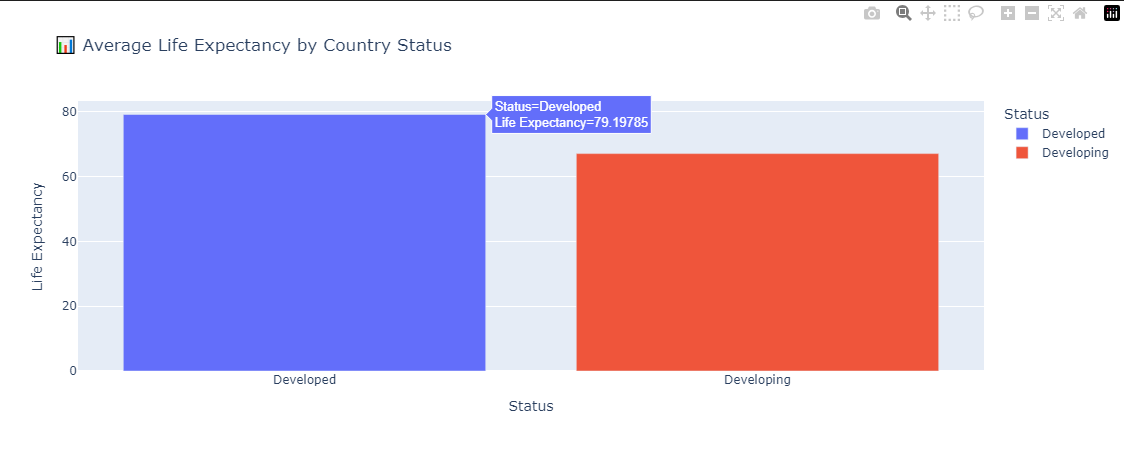 📊 Average Life Expectancy by Country Status
Status=Developed
Life Expectancy=79.19785
80
60
40
20
0
Life Expectancy
Developed
Developing
Status
Status
Developed
Developing